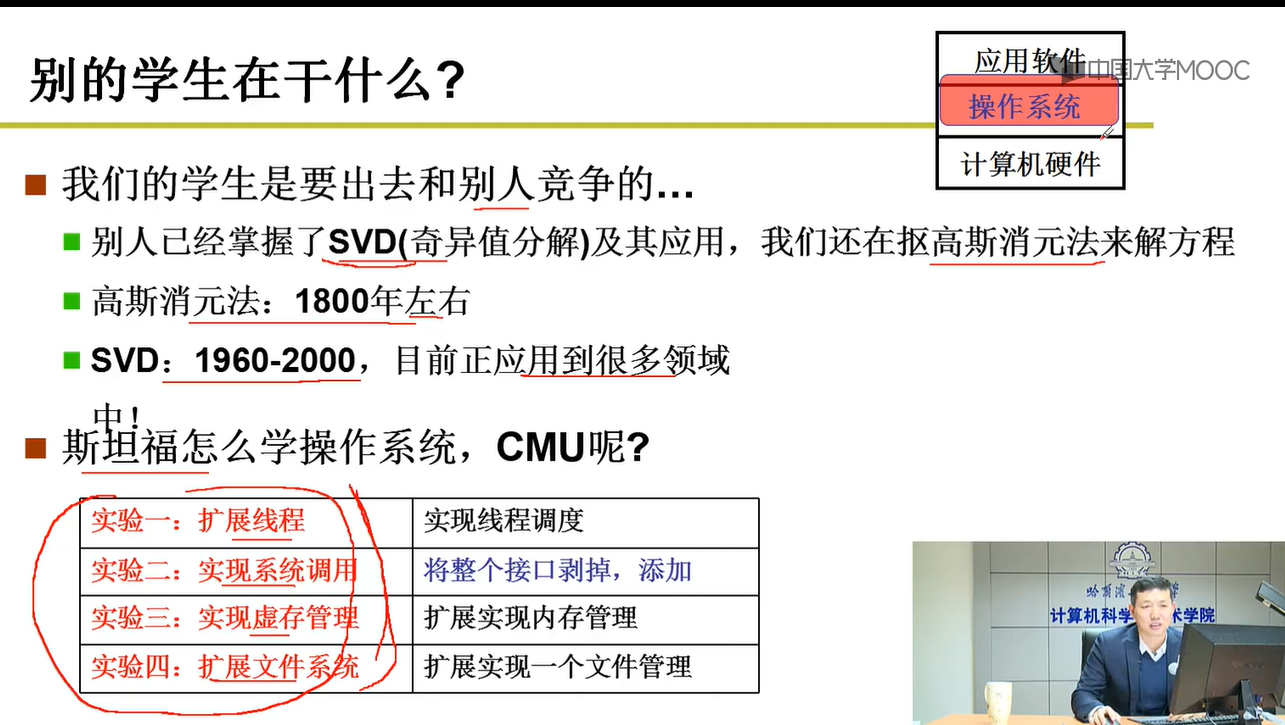 别的学生在干什么?
应用软件
中国大学MOOC
操作系统
计算机硬件
我们的学生是要出去和别人竞争的...
别人已经掌握了SVD(奇异值分解)及其应用，我们还在抠高斯消元法来解方程
高斯消元法：1800年左右
SVD：1960-2000，目前正应用到很多领域
中！
斯坦福怎么学操作系统，CMU呢?
实验一：扩展线程 实现线程调度
实验二：实现系统调用 将整个接口剥掉，添加
实验三：实现虚存管理 扩展实现内存管理
实验四：扩展文件系统 扩展实现一个文件管理
哈尔滨
计算机科学 术学院